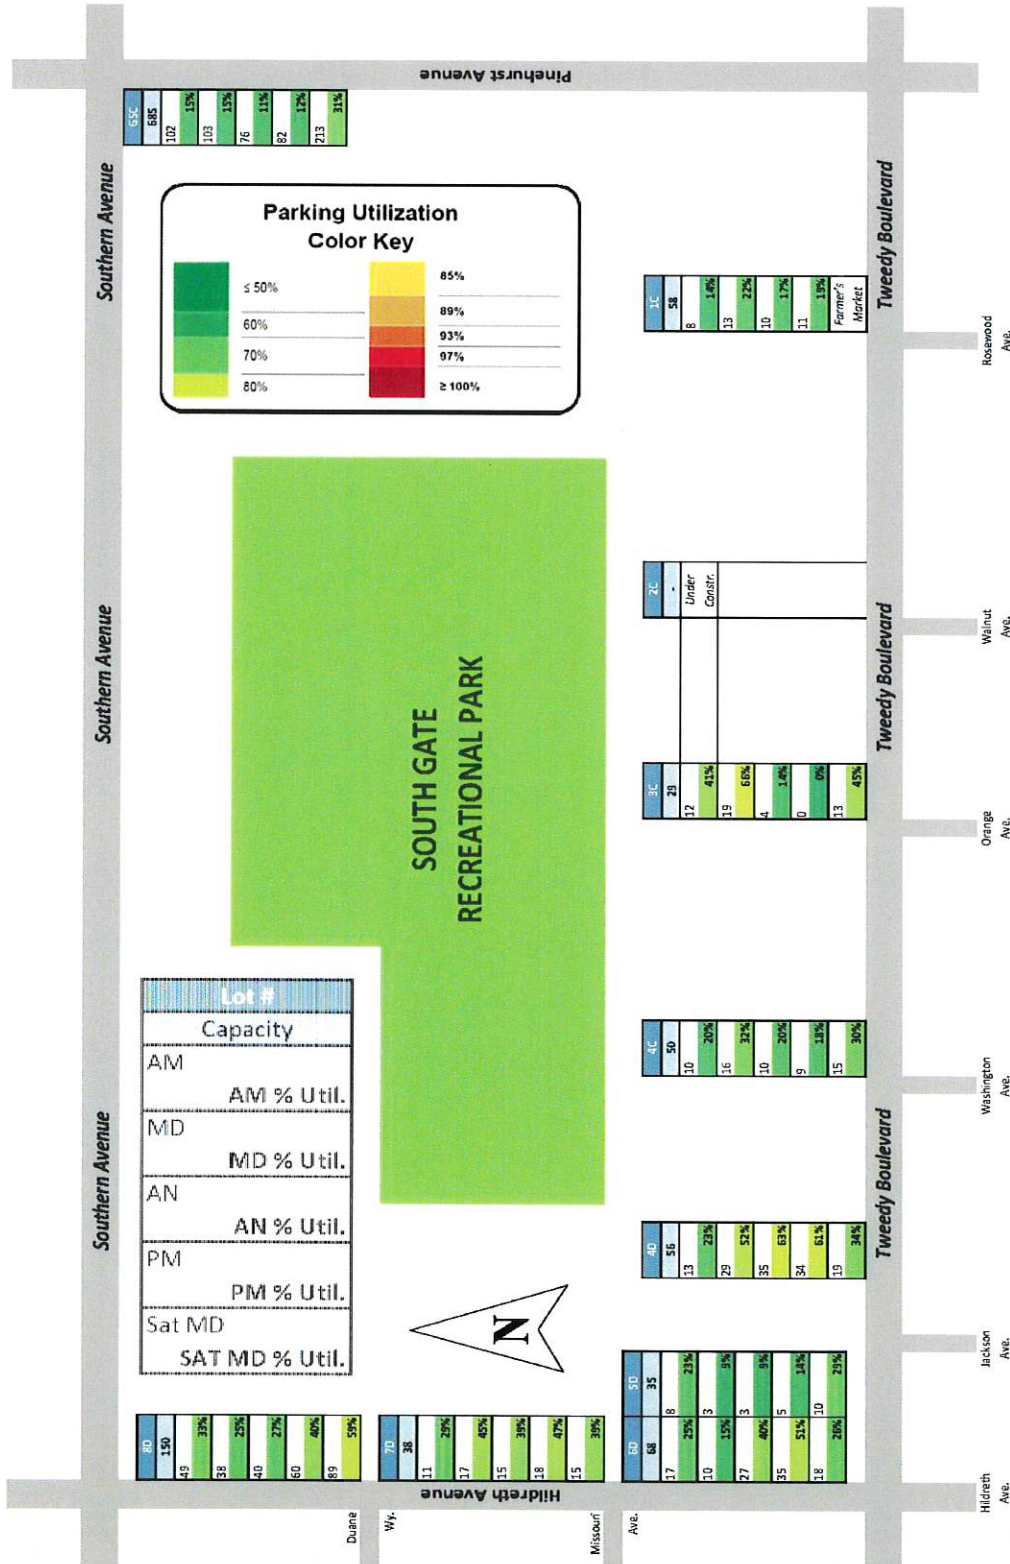 Southern Avenue
Southern Avenue
Southern Avenue
Pinehurst Avenue
GSC
685
102
15%
103
15%
76
11%
82
12%
213
31%
Parking Utilization
Color Key
≤ 50%
60%
70%
80%
85%
89%
93%
97%
≥ 100%
Lot #
Capacity
AM
AM % Util.
MD
MD % Util.
AN
AN % Util.
PM
PM % Util.
Sat MD
SAT MD % Util.
SOUTH GATE
RECREATIONAL PARK
N
8D
150
49
33%
38
25%
40
27%
60
40%
89
59%
7D
38
11
29%
17
45%
15
39%
18
47%
15
39%
Hildreth Avenue
Duane
Wy.
Missouri
Ave.
6D
68
17
25%
10
15%
27
40%
35
51%
18
26%
5D
35
8
23%
3
9%
3
9%
5
14%
10
29%
4D
56
13
23%
29
52%
35
63%
34
61%
19
34%
4C
50
10
20%
16
32%
10
20%
9
18%
15
30%
3C
29
12
41%
19
66%
4
14%
0
0%
13
45%
2C
-
Under
Constr.
1C
58
8
14%
13
22%
10
17%
11
19%
Farmer's
Market
Tweedy Boulevard
Tweedy Boulevard
Tweedy Boulevard
Hildreth
Ave.
Jackson
Ave.
Washington
Ave.
Orange
Ave.
Walnut
Ave.
Rosewood
Ave.